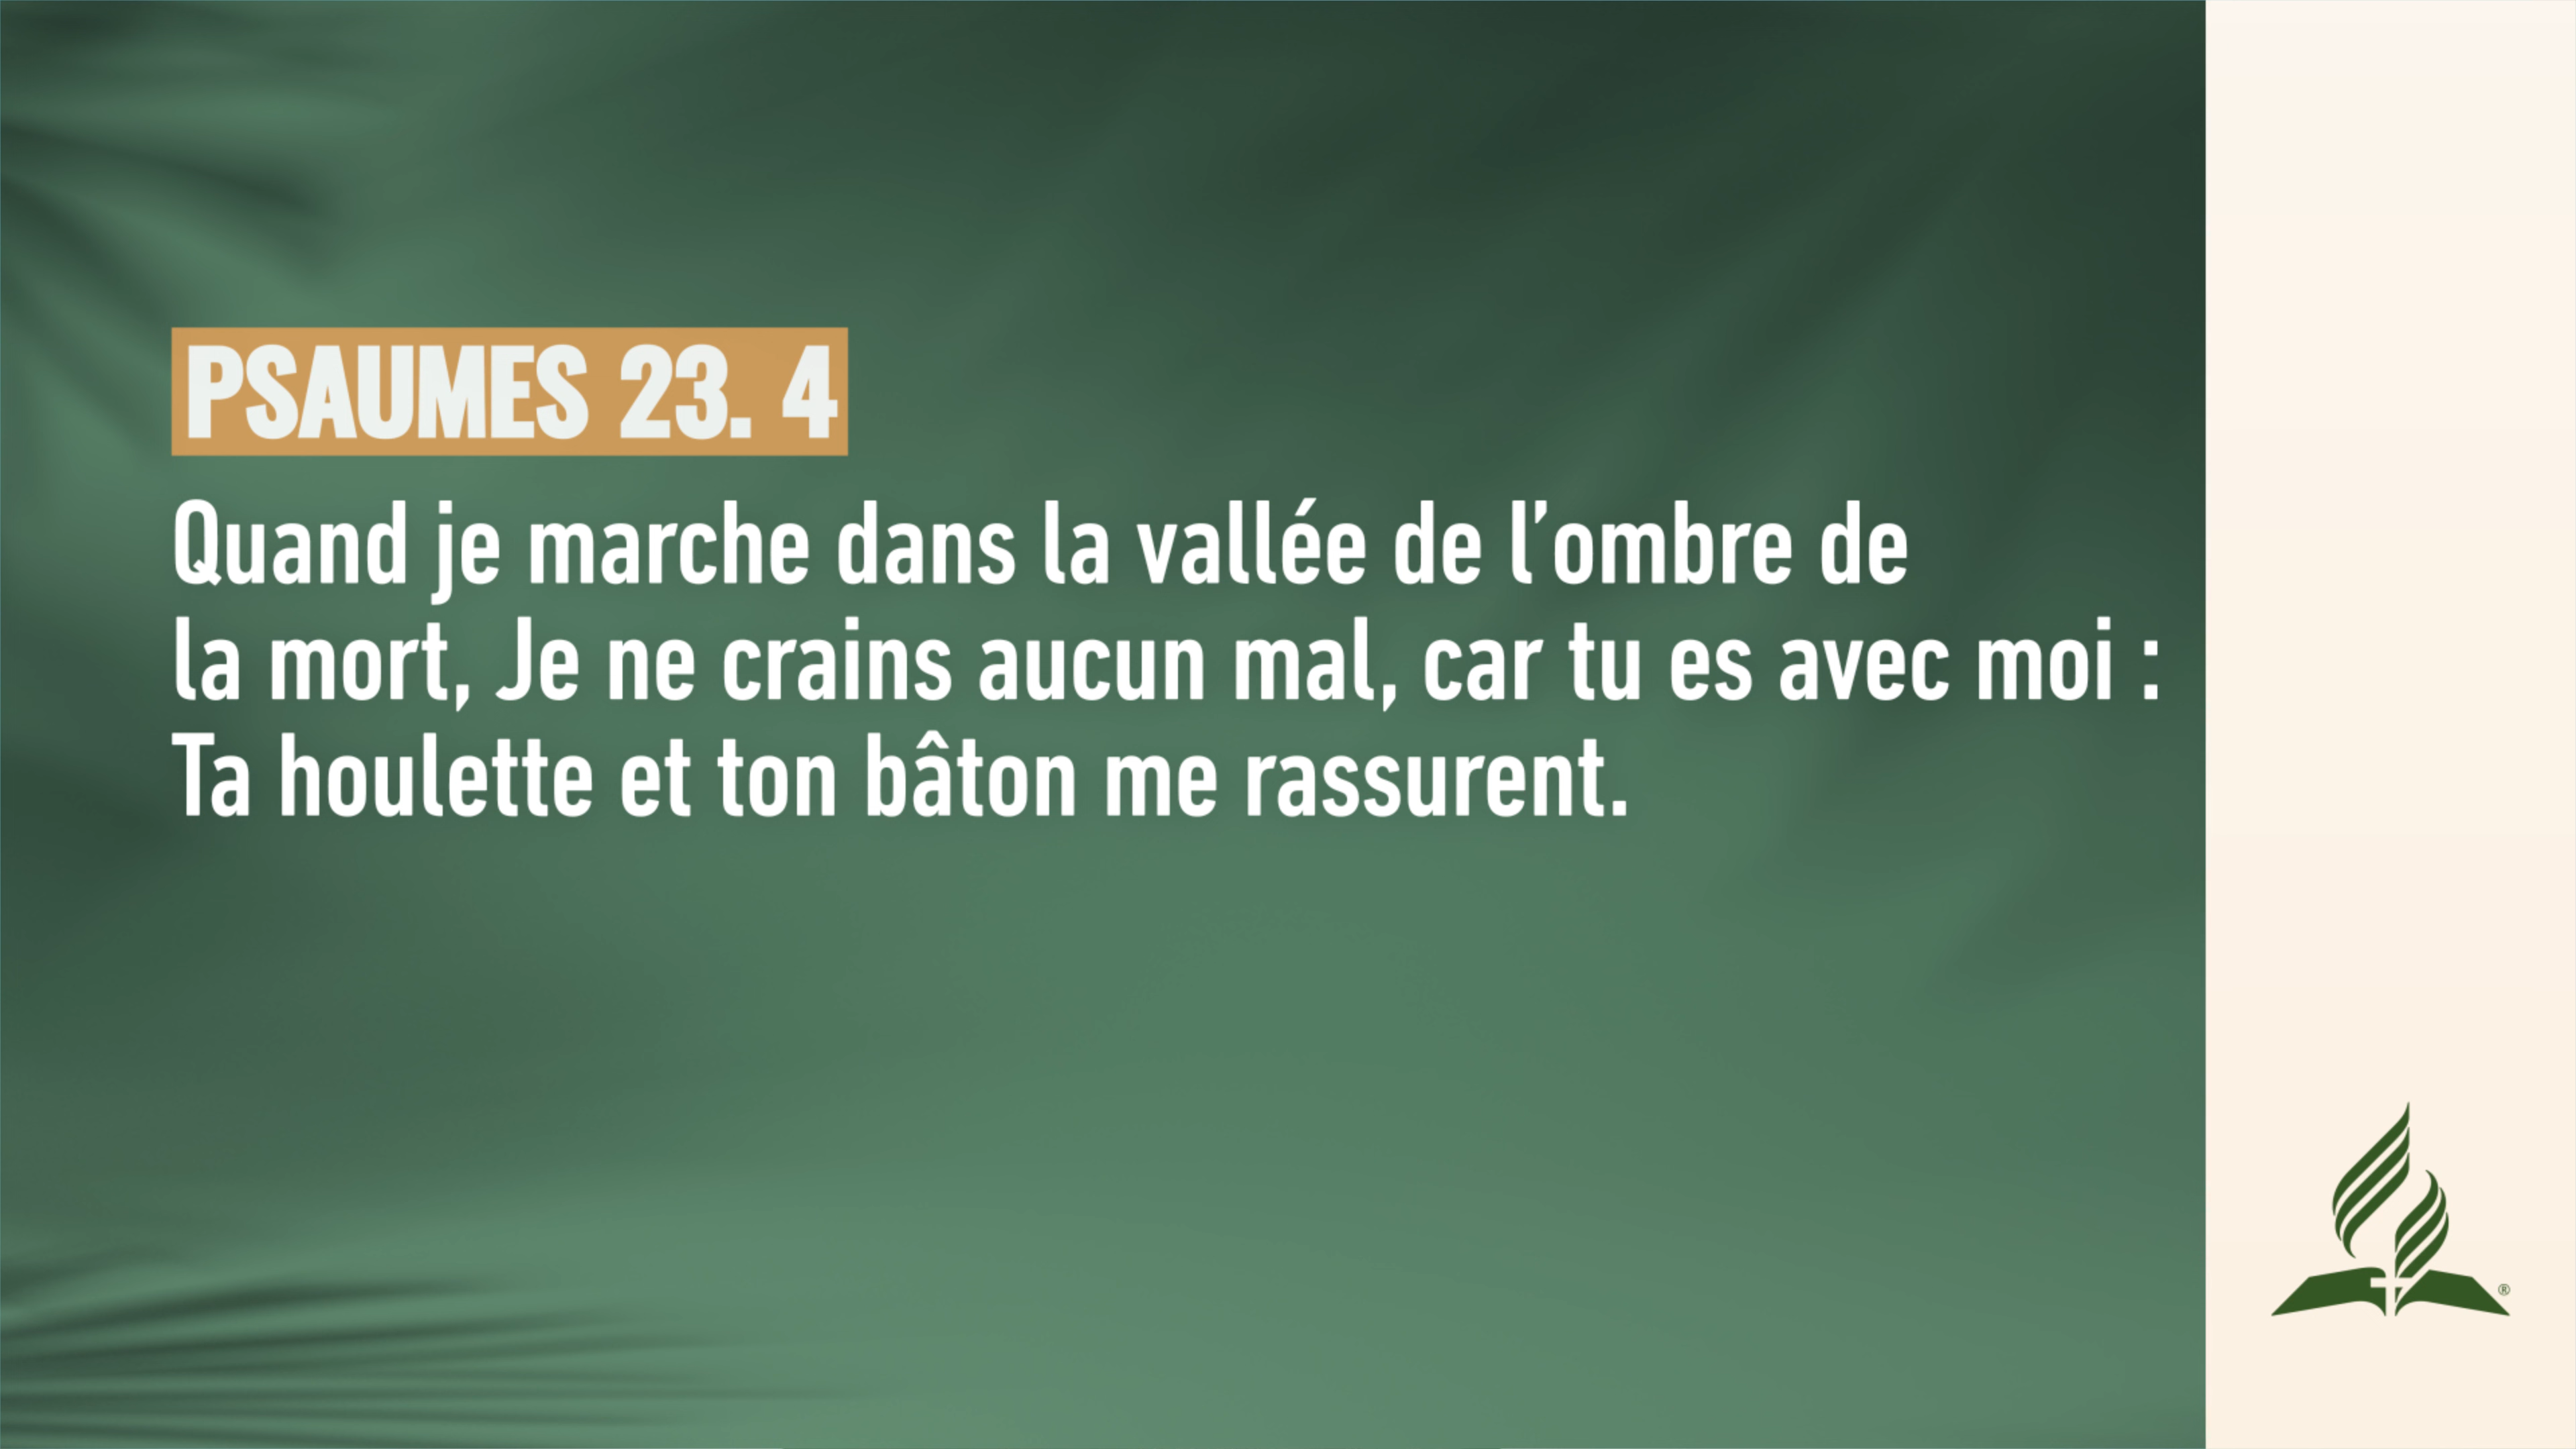 PSAUMES 23. 4
Quand je marche dans la vallée de l’ombre de
la mort, Je ne crains aucun mal, car tu es avec moi :
Ta houlette et ton bâton me rassurent.
®